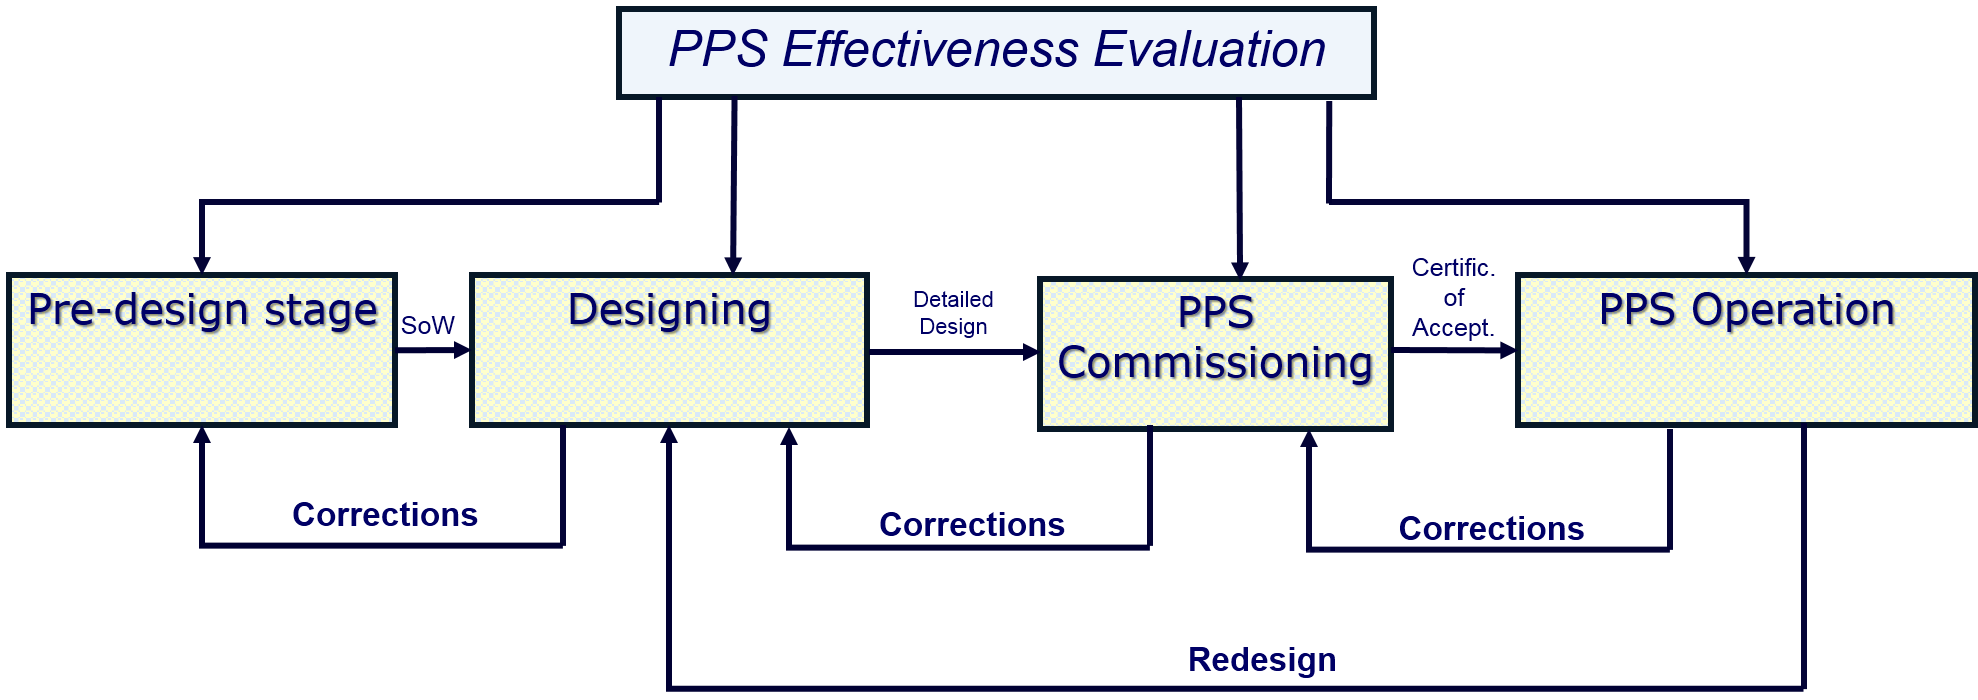 PPS Effectiveness Evaluation
Pre-design stage
SoW
Designing
Detailed
Design
PPS
Commissioning
Certific.
of
Accept.
PPS Operation
Corrections
Corrections
Corrections
Redesign